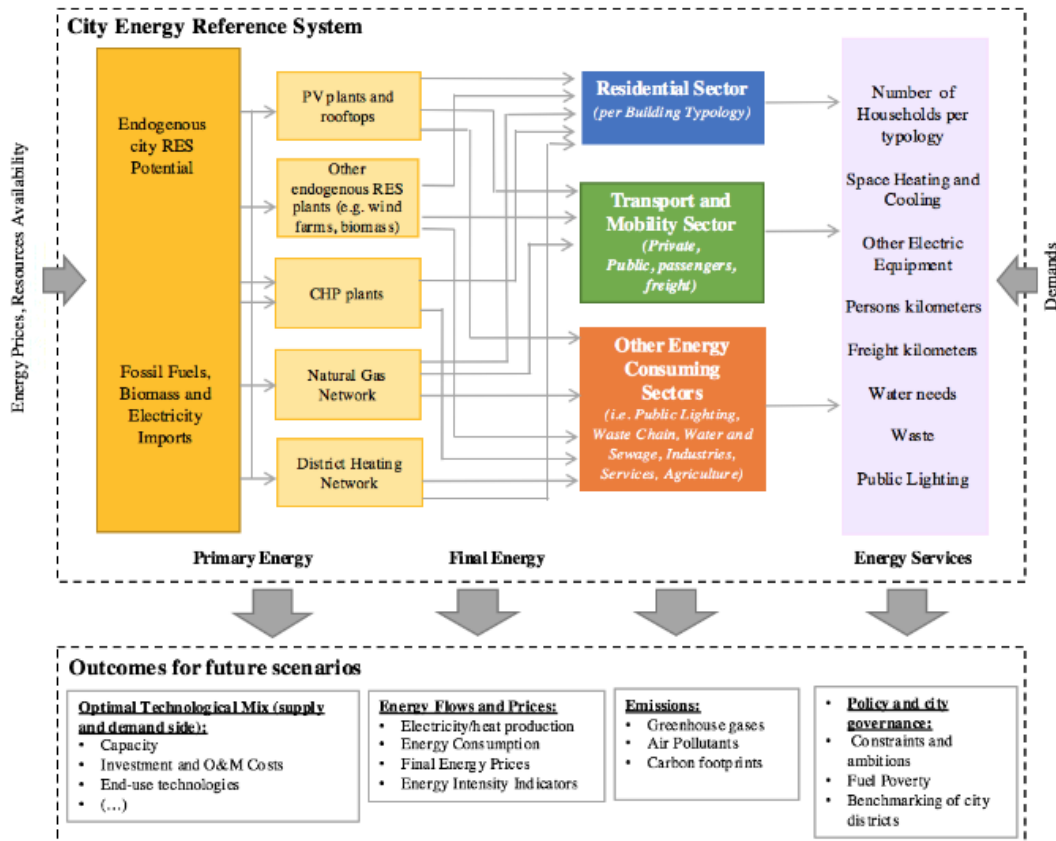 City Energy Reference System
Energy Prices, Resources Availability
Endogenous
city RES
Potential
Fossil Fuels,
Biomass and
Electricity
Imports
PV plants and
rooftops
Other
endogenous RES
plants (e.g. wind
farms, biomass)
CHP plants
Natural Gas
Network
District Heating
Network
Residential Sector
(per Building Typology)
Transport and
Mobility Sector
(Private,
Public, passengers,
freight)
Other Energy
Consuming
Sectors
(i.e. Public Lighting,
Waste Chain, Water and
Sewage, Industries,
Services, Agriculture)
Number of
Households per
typology
Space Heating and
Cooling
Other Electric
Equipment
Persons kilometers
Freight kilometers
Water needs
Waste
Public Lighting
Demands
Primary Energy
Final Energy
Energy Services
Outcomes for future scenarios
Optimal Technological Mix (supply
and demand side):
• Capacity
• Investment and O&M Costs
• End-use technologies
• (…)
Energy Flows and Prices:
• Electricity/heat production
• Energy Consumption
• Final Energy Prices
• Energy Intensity Indicators
Emissions:
• Greenhouse gases
• Air Pollutants
• Carbon footprints
• Policy and city
governance:
• Constraints and
ambitions
• Fuel Poverty
• Benchmarking of city
districts